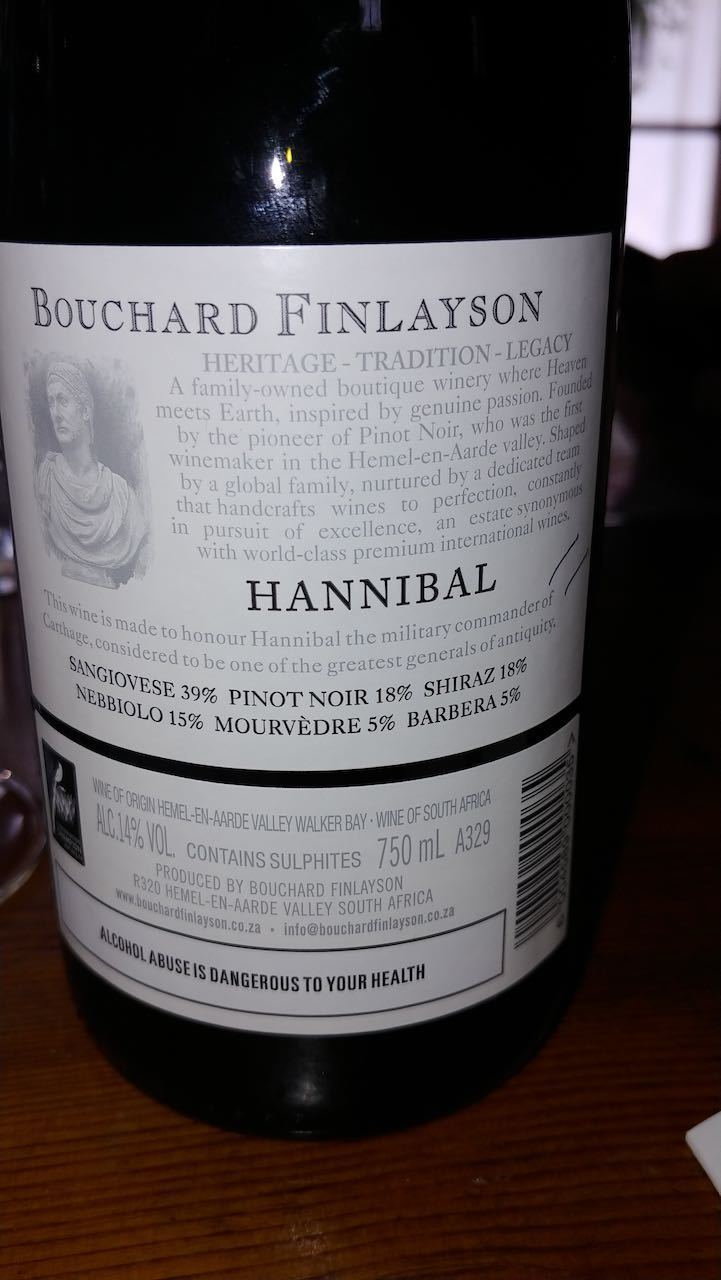 BOUCHARD FINLAYSON
HERITAGE - TRADITION - LEGACY
A family-owned boutique winery where Heaven
meets Earth, inspired by genuine passion. Founded
by the pioneer of Pinot Noir, who was the first
winemaker in the Hemel-en-Aarde valley. Shaped
by a global family, nurtured by a dedicated team
that handcrafts wines to perfection, constantly
in pursuit of excellence, an estate synonymous
with world-class premium international wines.
HANNIBAL
This wine is made to honour Hannibal the military commander of
Carthage, considered to be one of the greatest generals of antiquity.
SANGIOVESE 39% PINOT NOIR 18% SHIRAZ 18%
NEBBIOLO 15% MOURVÈDRE 5% BARBERA 5%
WINE OF ORIGIN HEMEL-EN-AARDE VALLEY WALKER BAY · WINE OF SOUTH AFRICA
ALC.14% VOL. CONTAINS SULPHITES 750 mL A329
PRODUCED BY BOUCHARD FINLAYSON
R320 HEMEL-EN-AARDE VALLEY SOUTH AFRICA
www.bouchardfinlayson.co.za • info@bouchardfinlayson.co.za
ALCOHOL ABUSE IS DANGEROUS TO YOUR HEALTH